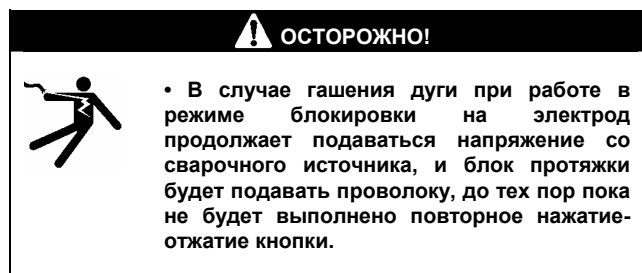 ОСТОРОЖНО!
• В случае гашения дуги при работе в
режиме блокировки на электрод
продолжает подаваться напряжение со
сварочного источника, и блок протяжки
будет подавать проволоку, до тех пор пока
не будет выполнено повторное нажатие-
отжатие кнопки.